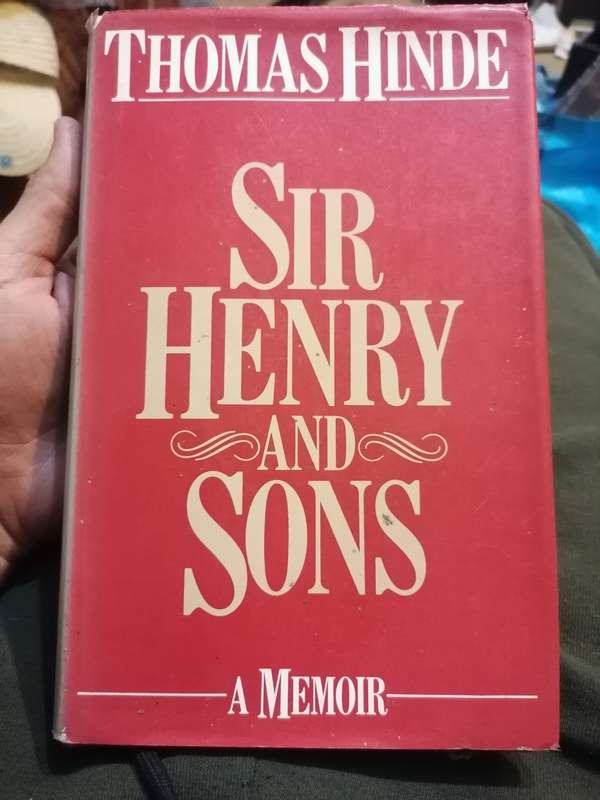 THOMAS HINDE
SIR
HENRY
AND
SONS
A MEMOIR